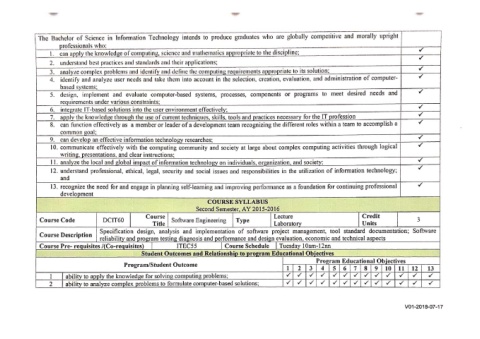 The Bachelor of Science in Information Technology intends to produce graduates who are globally competitive and morally upright
professionals who:
1. can apply the knowledge of computing, science and mathematics appropriate to the discipline; ✓
2. understand best practices and standards and their applications; ✓
3. analyze complex problems and identify and define the computing requirements appropriate to its solution; ✓
4. identify and analyze user needs and take them into account in the selection, creation, evaluation, and administration of computer- ✓
based systems;
5. design, implement and evaluate computer-based systems, processes, components or programs to meet desired needs and ✓
requirements under various constraints;
6. integrate IT-based solutions into the user environment effectively; ✓
7. apply the knowledge through the use of current techniques, skills, tools and practices necessary for the IT profession ✓
8. can function effectively as a member or leader of a development team recognizing the different roles within a team to accomplish a ✓
common goal;
9. can develop an effective information technology researches; ✓
10. communicate effectively with the computing community and society at large about complex computing activities through logical ✓
writing, presentations, and clear instructions;
11. analyze the local and global impact of information technology on individuals, organization, and society; ✓
12. understand professional, ethical, legal, security and social issues and responsibilities in the utilization of information technology; ✓
and
13. recognize the need for and engage in planning self-learning and improving performance as a foundation for continuing professional ✓
development
COURSE SYLLABUS
Second Semester, AY 2015-2016
Course Code DCIT60 Course Title Software Engineering Type Lecture Laboratory Credit Units 3
Course Description Specification design, analysis and implementation of software project management, tool standard documentation; Software
reliability and program testing diagnosis and performance and design evaluation, economic and technical aspects
Course Pre- requisites /(Co-requisites) ITEC55 Course Schedule Tuesday 10am-12nn
Student Outcomes and Relationship to program Educational Objectives
Program/Student Outcome Program Educational Objectives
1 2 3 4 5 6 7 8 9 10 11 12 13
1 ability to apply the knowledge for solving computing problems; ✓ ✓ ✓ ✓ ✓ ✓ ✓ ✓ ✓ ✓ ✓ ✓ ✓
2 ability to analyze complex problems to formulate computer-based solutions; ✓ ✓ ✓ ✓ ✓ ✓ ✓ ✓ ✓ ✓ ✓ ✓ ✓
V01-2018-07-17